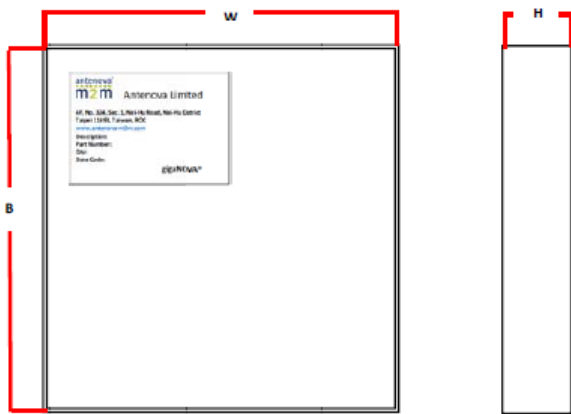 W
H
B
antenova®
m2m
Antenova Limited
4F, No. 324, Sec. 1, Nei-Hu Road, Nei-Hu District
Taipei Taiwan, ROC
www.antenova-m2m.com
Description:
Part Number:
Qty:
Date Code:
gigaNOVA®